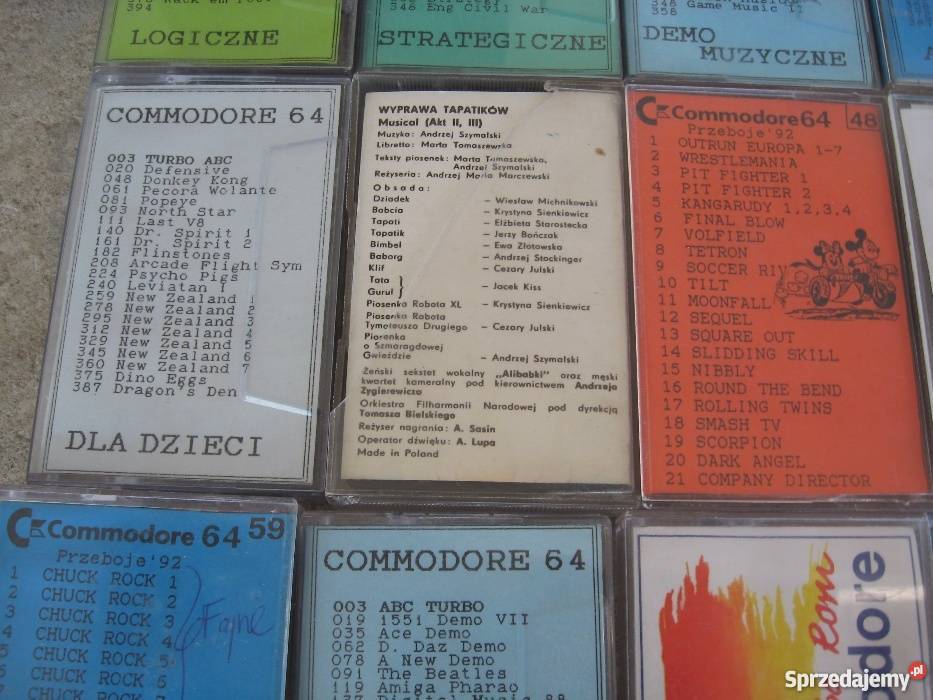 394
LOGICZNE
346 Eng Civil War
STRATEGICZNE
348 Game Music II
358
DEMO
MUZYCZNE
COMMODORE 64
003 TURBO ABC
020 Defensive
048 Donkey Kong
061 Pecora Wolante
081 Popeye
093 North Star
111 Last V8
140 Dr. Spirit 1
161 Dr. Spirit 2
182 Flinstones
208 Arcade Flight Sym
224 Psycho Pigs
240 Leviatan I
259 New Zealand 1
278 New Zealand 2
295 New Zealand 3
312 New Zealand 4
329 New Zealand 5
345 New Zealand 6
360 New Zealand 7
375 Dino Eggs
387 Dragon's Den
DLA DZIECI
WYPRAWA TAPATIKÓW
Musical (Akt II, III)
Muzyka: Andrzej Szymalski
Libretto: Marta Tomaszewska
Teksty piosenek: Marta Tomaszewska,
Andrzej Szymalski
Reżyseria: Andrzej Maria Marczewski
Obsada:
Dziadek – Wiesław Michnikowski
Babcia – Krystyna Sienkiewicz
Tapati – Elżbieta Starostecka
Tapatik – Jerzy Bończak
Bimbel – Ewa Złotowska
Baborg – Andrzej Stockinger
Klif – Cezary Julski
Tata }
Gurul } – Jacek Kiss
Piosenka Robota XL – Krystyna Sienkiewicz
Piosenka Robota
Tymoteusza Drugiego – Cezary Julski
Piosenka
o Szmaragdowej
Gwieździe – Andrzej Szymalski
Żeński sekstet wokalny „Alibabki" oraz męski
kwartet kameralny pod kierownictwem Andrzeja
Zygierewicza
Orkiestra Filharmonii Narodowej pod dyrekcją
Tomasza Bielskiego
Reżyser nagrania: A. Sasin
Operator dźwięku: A. Lupa
Made in Poland
Commodore 64 48
Przeboje'92
1 OUTRUN EUROPA 1-7
2 WRESTLEMANIA
3 PIT FIGHTER 1
4 PIT FIGHTER 2
5 KANGARUDY 1,2,3,4
6 FINAL BLOW
7 VOLFIELD
8 TETRON
9 SOCCER RIV
10 TILT
11 MOONFALL
12 SEQUEL
13 SQUARE OUT
14 SLIDDING SKILL
15 NIBBLY
16 ROUND THE BEND
17 ROLLING TWINS
18 SMASH TV
19 SCORPION
20 DARK ANGEL
21 COMPANY DIRECTOR
Commodore 64 59
Przeboje'92
1 CHUCK ROCK 1
2 CHUCK ROCK 2
3 CHUCK ROCK 3
4 CHUCK ROCK 4
5 CHUCK ROCK 5
CHUCK ROCK 6
Fajne
COMMODORE 64
003 ABC TURBO
019 1551 Demo VII
035 Ace Demo
062 D. Daz Demo
078 A New Demo
091 The Beatles
119 Amiga Pharao
137 Digital Music 88
Rom
dore
Sprzedajemy.pl